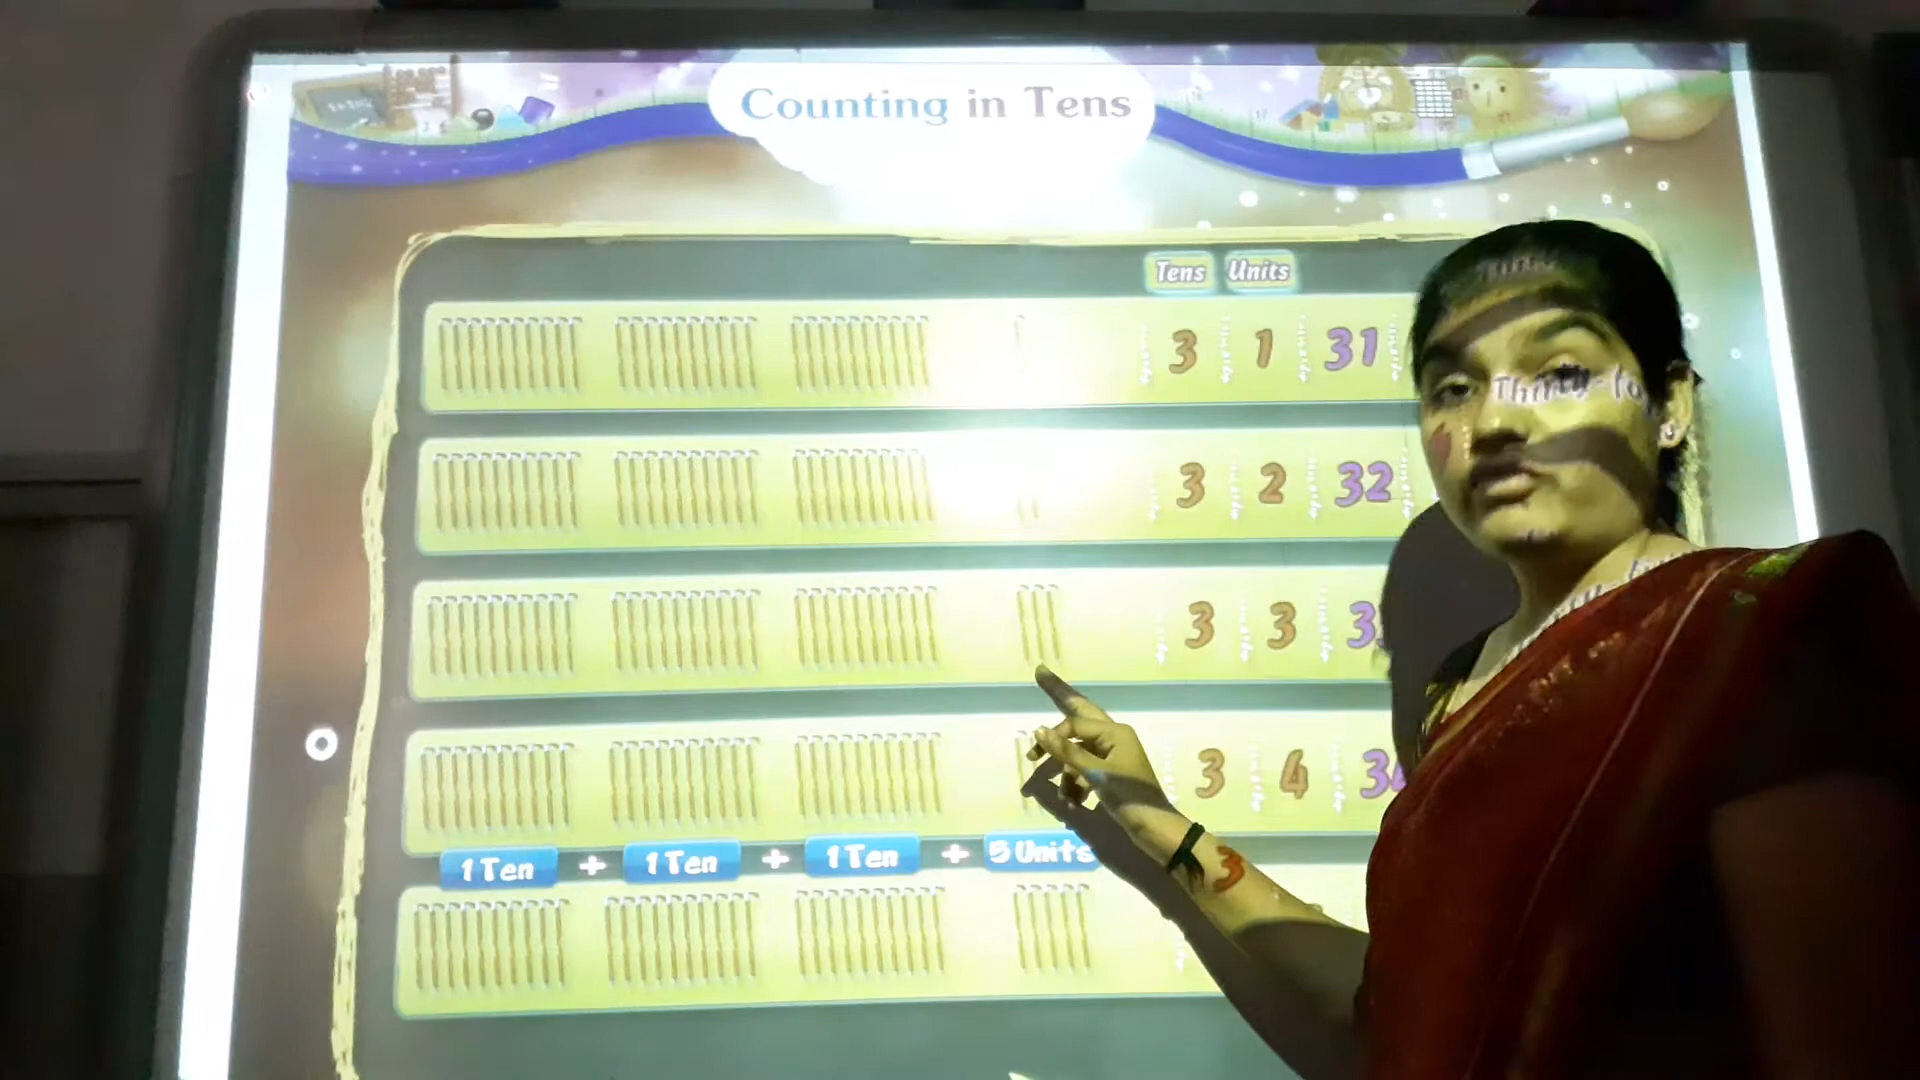 Counting in Tens
Tens Units
3 1 31
3 2 32
3 3
3 4
1 Ten + 1 Ten + 1 Ten + 5 Units
3